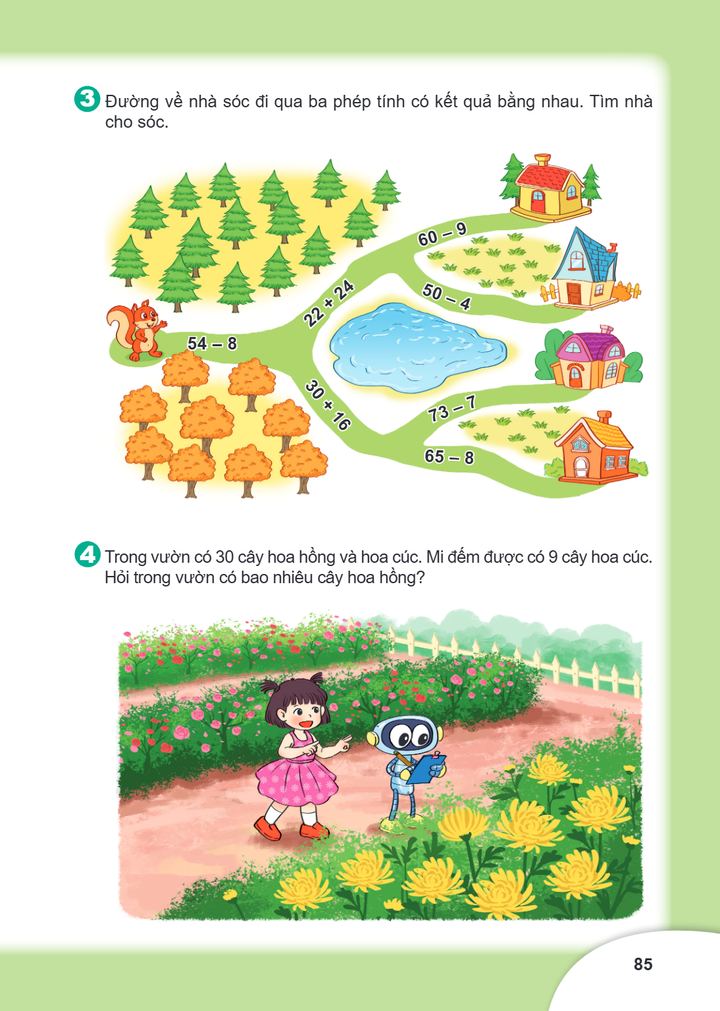 3 Đường về nhà sóc đi qua ba phép tính có kết quả bằng nhau. Tìm nhà
cho sóc.
60 – 9
50 – 4
22 + 24
54 – 8
30 + 16
73 – 7
65 – 8
4 Trong vườn có 30 cây hoa hồng và hoa cúc. Mi đếm được có 9 cây hoa cúc.
Hỏi trong vườn có bao nhiêu cây hoa hồng?
85